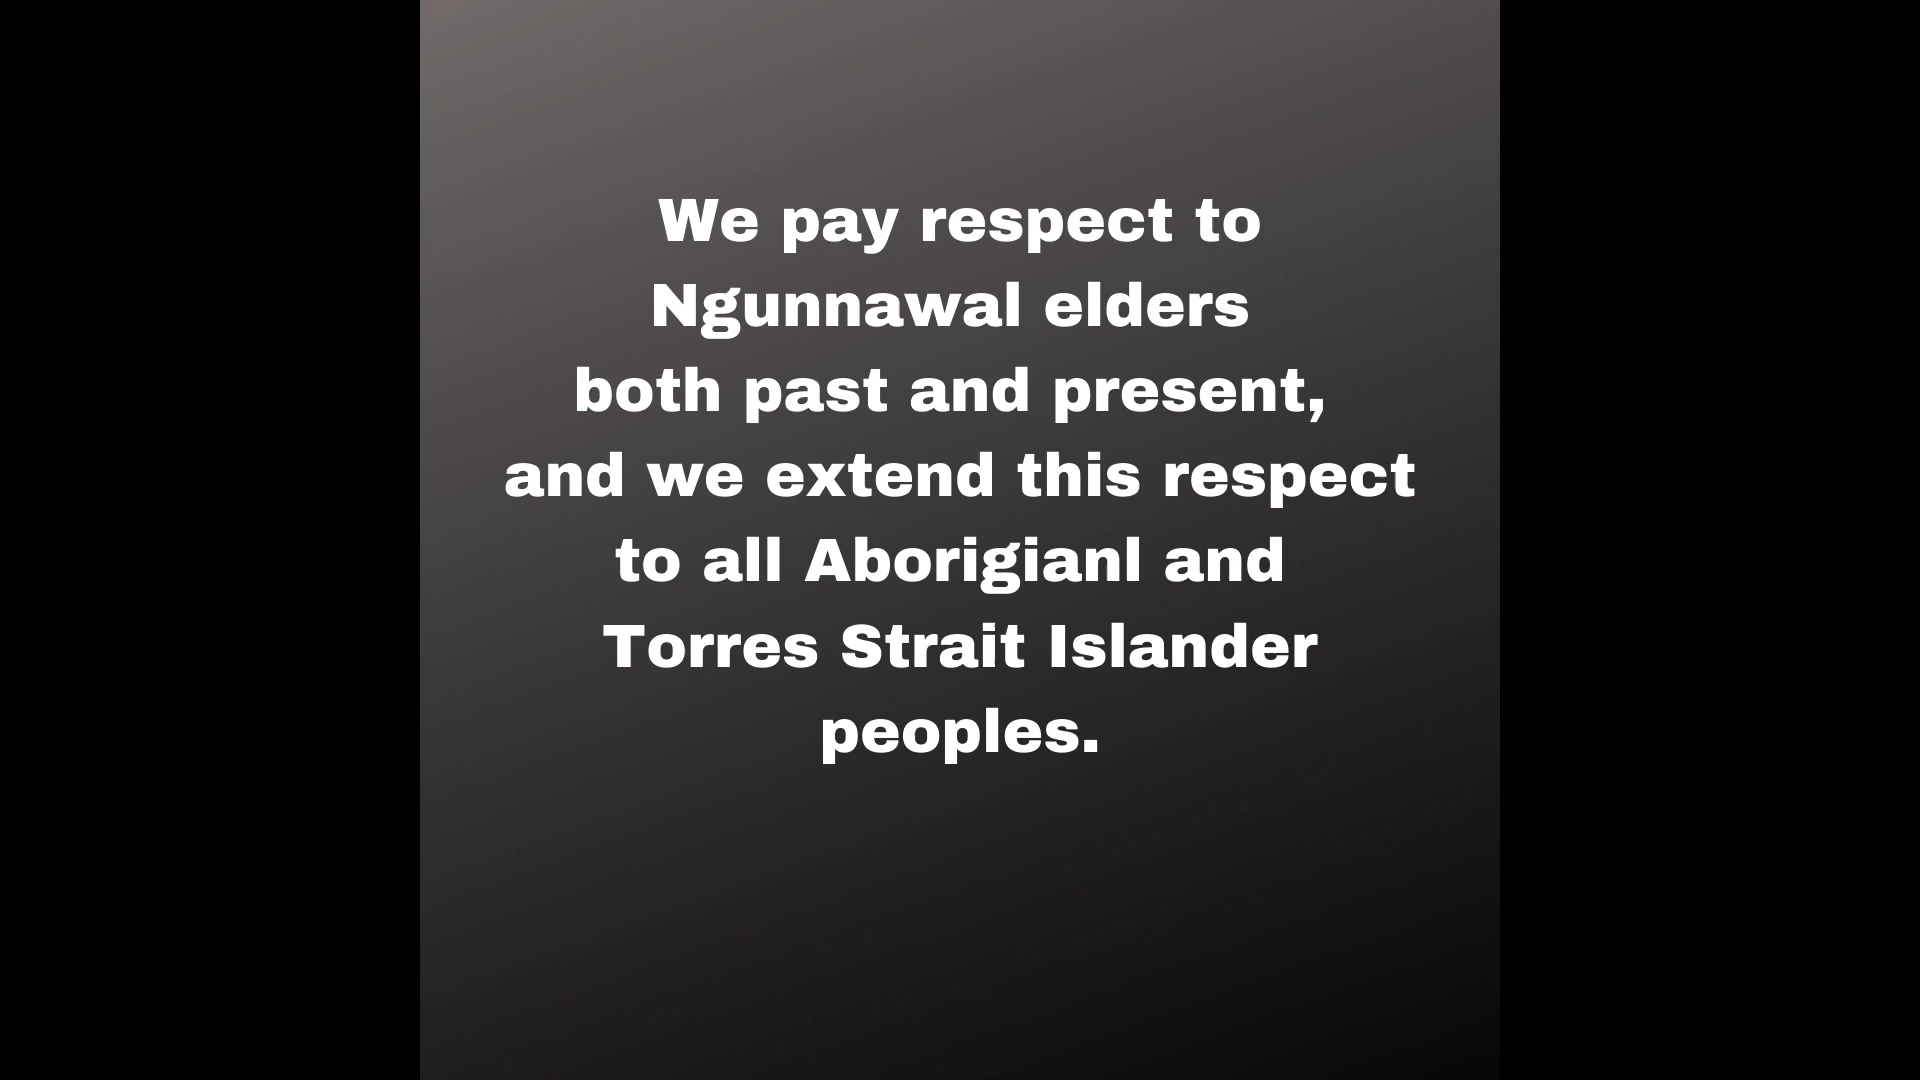 We pay respect to
Ngunnawal elders
both past and present,
and we extend this respect
to all Aborigianl and
Torres Strait Islander
peoples.